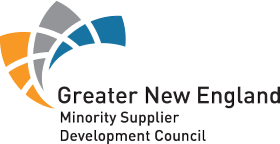 Greater New England
Minority Supplier
Development Council